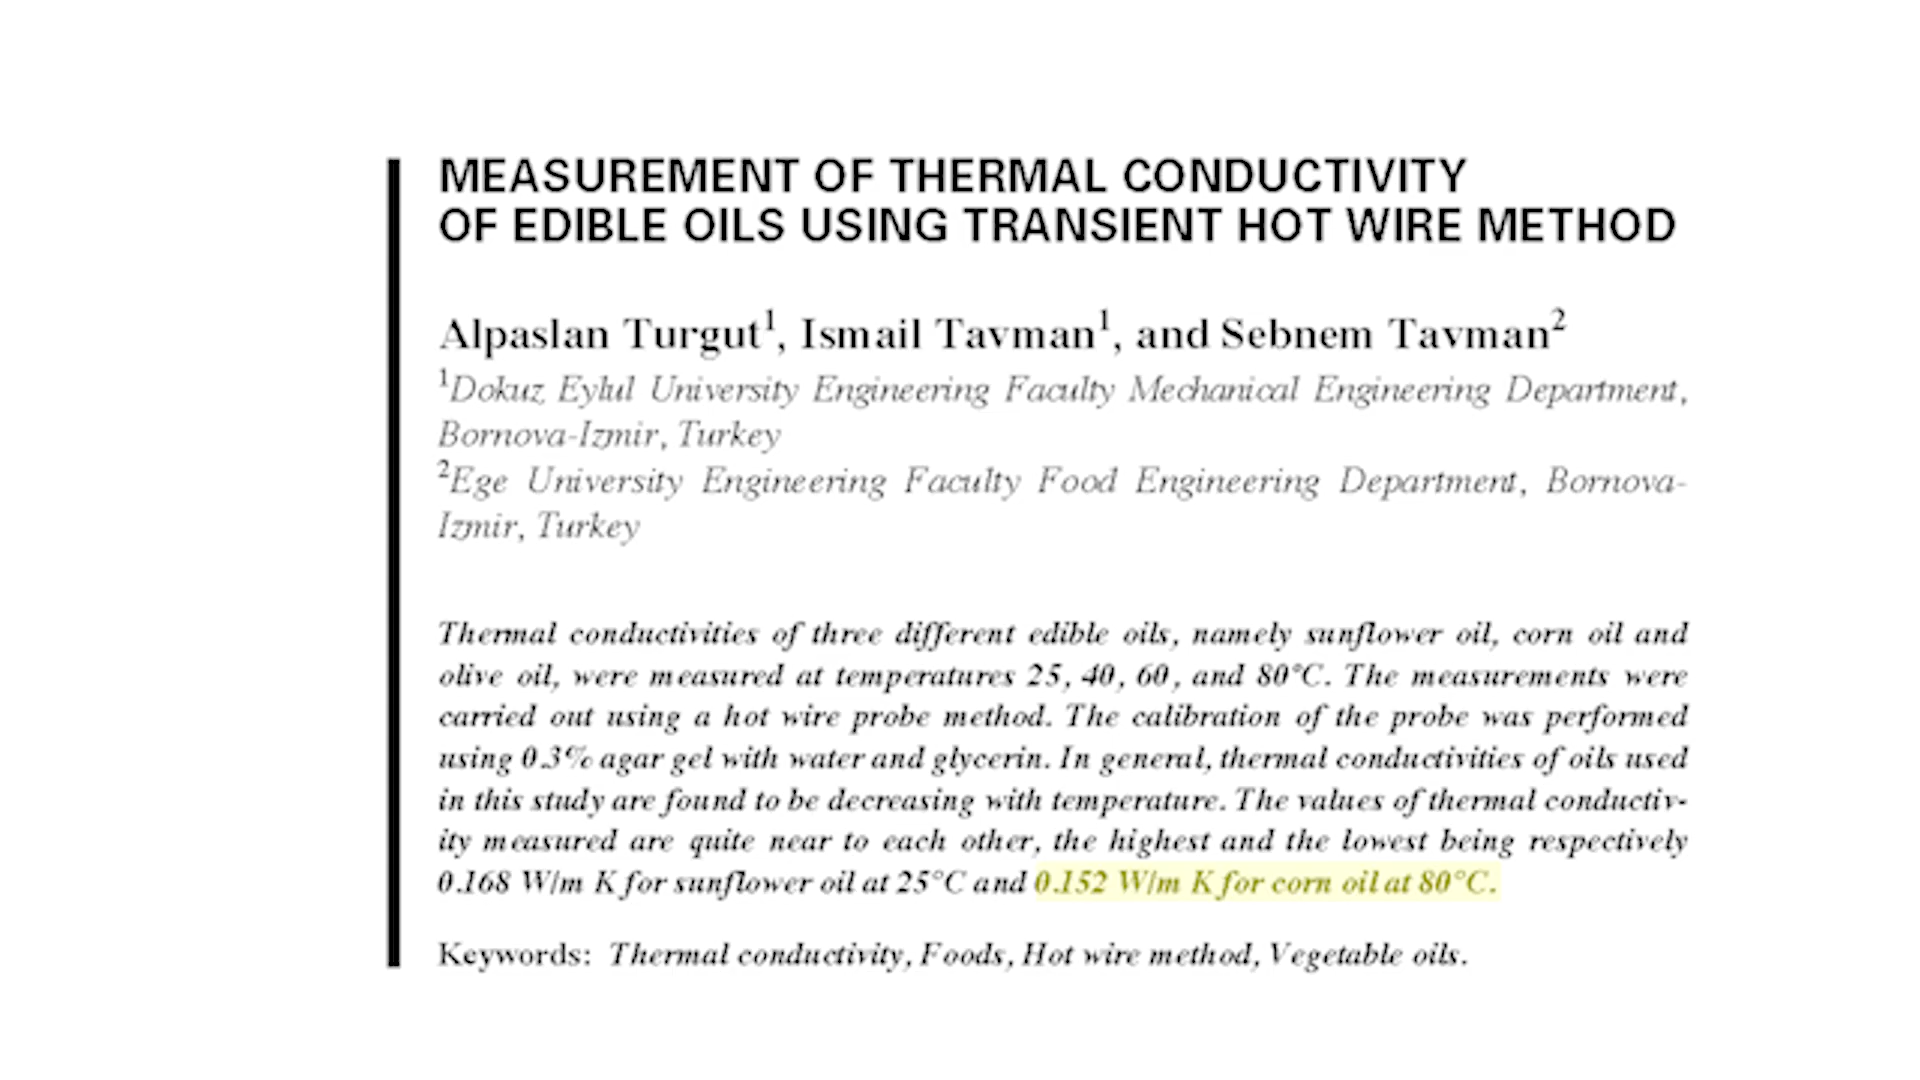 MEASUREMENT OF THERMAL CONDUCTIVITY
OF EDIBLE OILS USING TRANSIENT HOT WIRE METHOD
Alpaslan Turgut1, Ismail Tavman1, and Sebnem Tavman2
1Dokuz Eylul University Engineering Faculty Mechanical Engineering Department,
Bornova-Izmir, Turkey
2Ege University Engineering Faculty Food Engineering Department, Bornova-
Izmir, Turkey
Thermal conductivities of three different edible oils, namely sunflower oil, corn oil and
olive oil, were measured at temperatures 25, 40, 60, and 80°C. The measurements were
carried out using a hot wire probe method. The calibration of the probe was performed
using 0.3% agar gel with water and glycerin. In general, thermal conductivities of oils used
in this study are found to be decreasing with temperature. The values of thermal conductiv-
ity measured are quite near to each other, the highest and the lowest being respectively
0.168 W/m K for sunflower oil at 25°C and 0.152 W/m K for corn oil at 80°C.
Keywords: Thermal conductivity, Foods, Hot wire method, Vegetable oils.